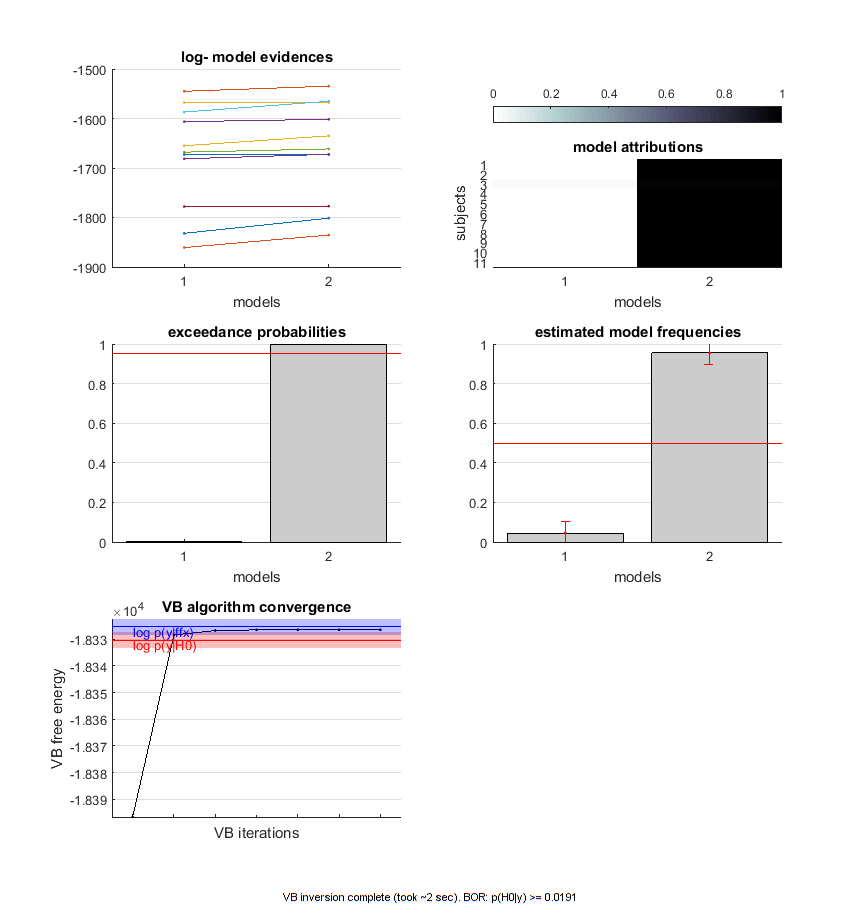 log- model evidences
-1500
-1600
-1700
-1800
-1900
1 2
models
0 0.2 0.4 0.6 0.8 1
model attributions
subjects
1
2
3
4
5
6
7
8
9
10
11
1 2
models
exceedance probabilities
1
0.8
0.6
0.4
0.2
0
1 2
models
estimated model frequencies
1
0.8
0.6
0.4
0.2
0
1 2
models
VB algorithm convergence
×10⁴
VB free energy
log p(y|ffx)
log p(y|H0)
-1.833
-1.834
-1.835
-1.836
-1.837
-1.838
-1.839
VB iterations
VB inversion complete (took ~2 sec). BOR: p(H0|y) >= 0.0191